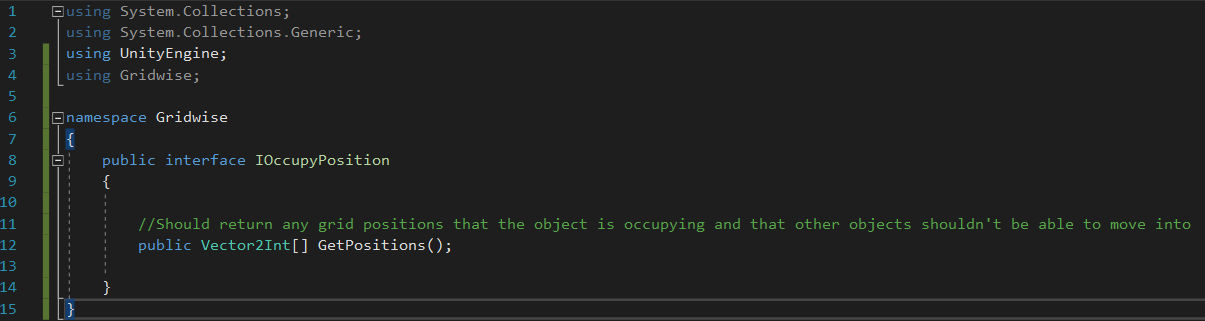 1 using System.Collections;
2 using System.Collections.Generic;
3 using UnityEngine;
4 using Gridwise;
5
6 namespace Gridwise
7 {
8 public interface IOccupyPosition
9 {
10
11 //Should return any grid positions that the object is occupying and that other objects shouldn't be able to move into
12 public Vector2Int[] GetPositions();
13
14 }
15 }